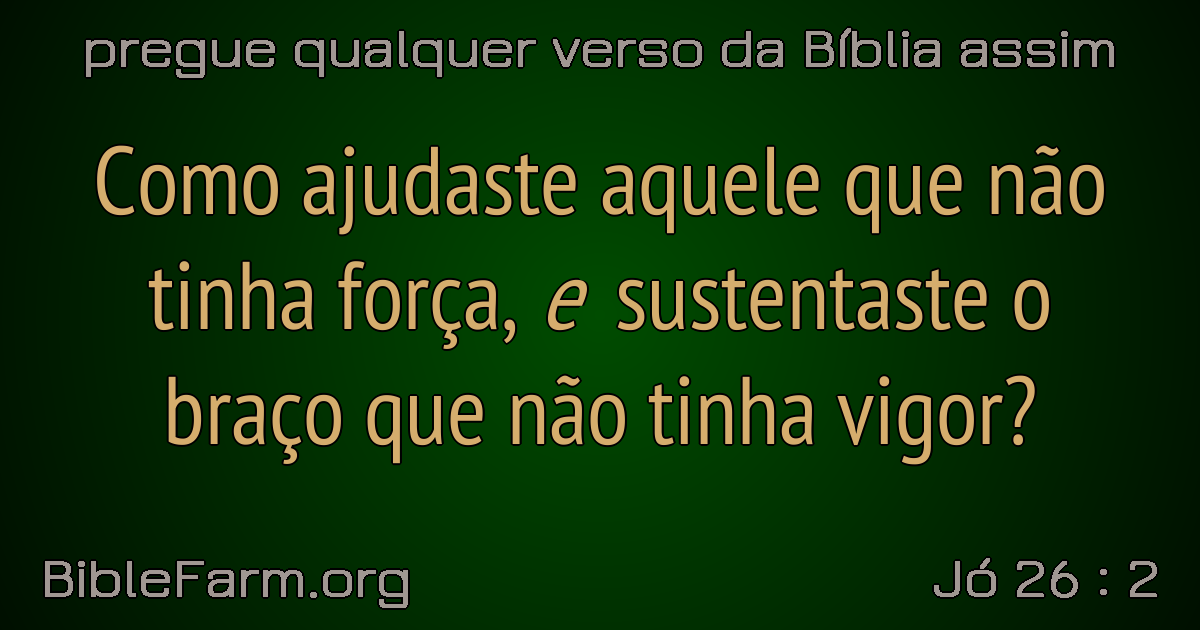 pregue qualquer verso da Bíblia assim
Como ajudaste aquele que não
tinha força, e sustentaste o
braço que não tinha vigor?
BibleFarm.org
Jó 26 : 2